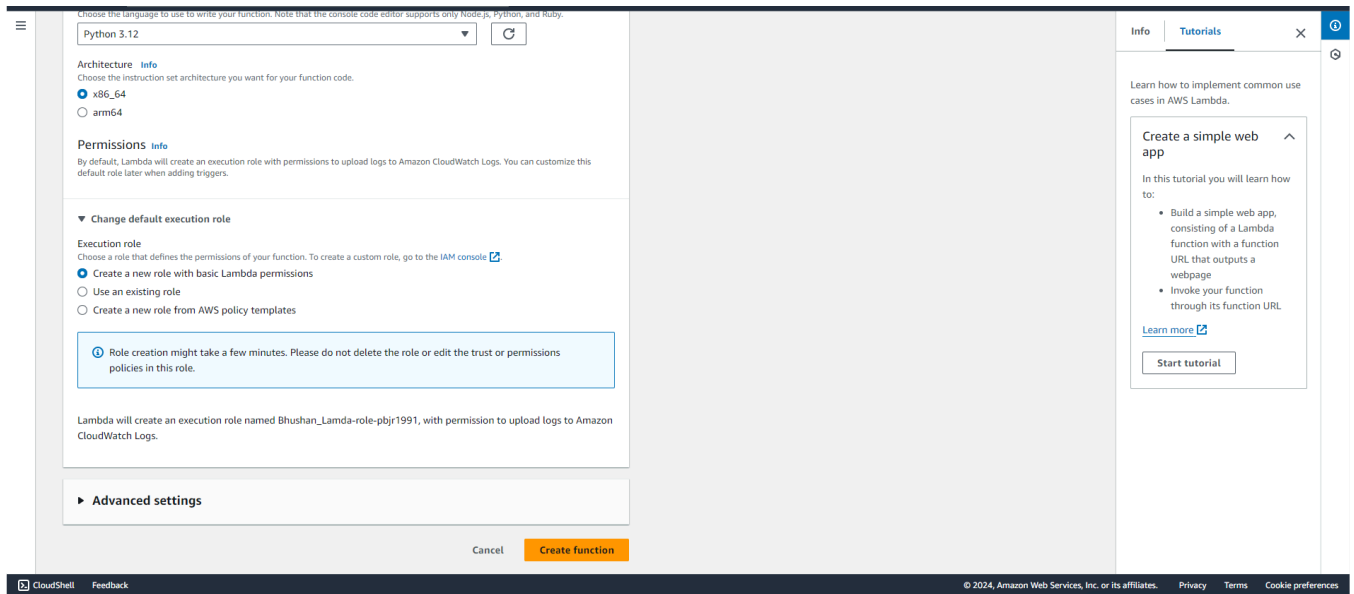 Choose the language to use to write your function. Note that the console code editor supports only Node.js, Python, and Ruby.
Python 3.12
Architecture Info
Choose the instruction set architecture you want for your function code.
x86_64
arm64
Permissions Info
By default, Lambda will create an execution role with permissions to upload logs to Amazon CloudWatch Logs. You can customize this
default role later when adding triggers.
Change default execution role
Execution role
Choose a role that defines the permissions of your function. To create a custom role, go to the IAM console.
Create a new role with basic Lambda permissions
Use an existing role
Create a new role from AWS policy templates
Role creation might take a few minutes. Please do not delete the role or edit the trust or permissions
policies in this role.
Lambda will create an execution role named Bhushan_Lamda-role-pbjr1991, with permission to upload logs to Amazon
CloudWatch Logs.
Advanced settings
Cancel Create function
Info Tutorials
Learn how to implement common use
cases in AWS Lambda.
Create a simple web
app
In this tutorial you will learn how
to:
• Build a simple web app,
consisting of a Lambda
function with a function
URL that outputs a
webpage
• Invoke your function
through its function URL
Learn more
Start tutorial
CloudShell Feedback © 2024, Amazon Web Services, Inc. or its affiliates. Privacy Terms Cookie preferences